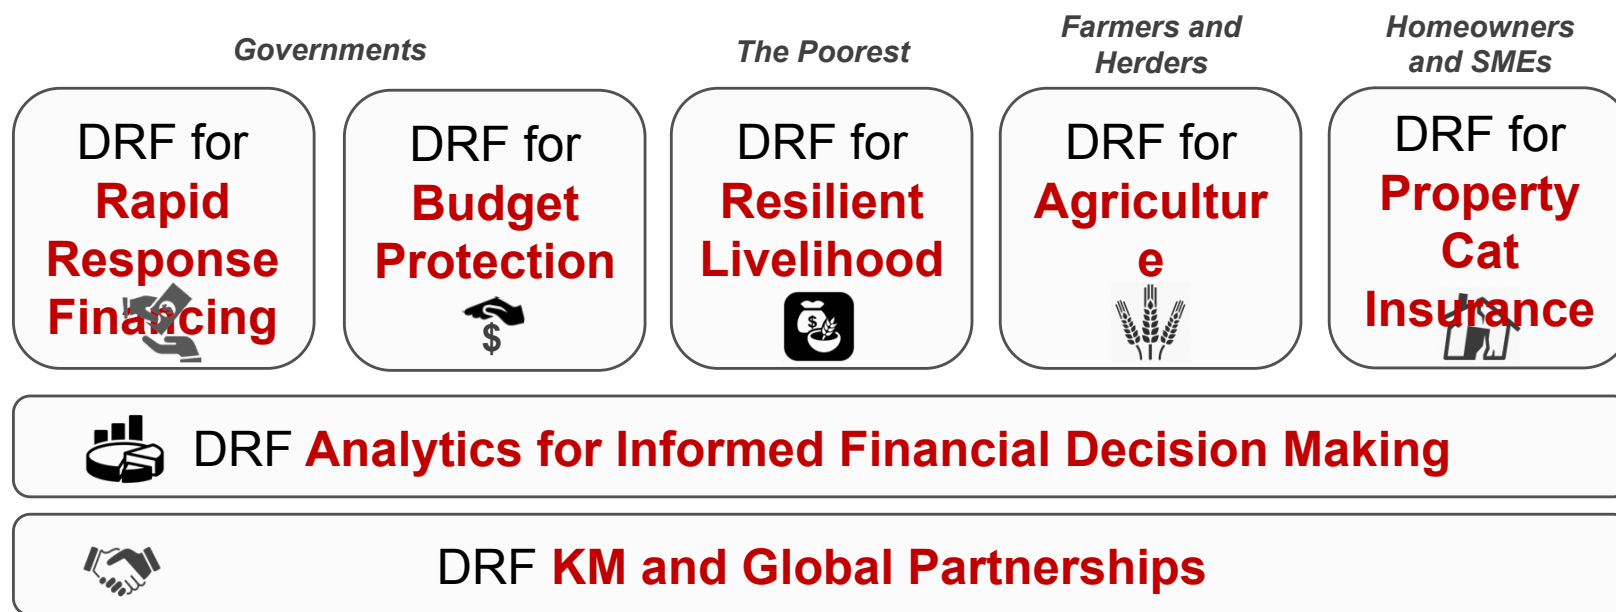 Governments
The Poorest
Farmers and
Herders
Homeowners
and SMEs
DRF for
Rapid
Response
Financing
DRF for
Budget
Protection
$
DRF for
Resilient
Livelihood
$
DRF for
Agricultur
e
DRF for
Property
Cat
Insurance
DRF Analytics for Informed Financial Decision Making
DRF KM and Global Partnerships